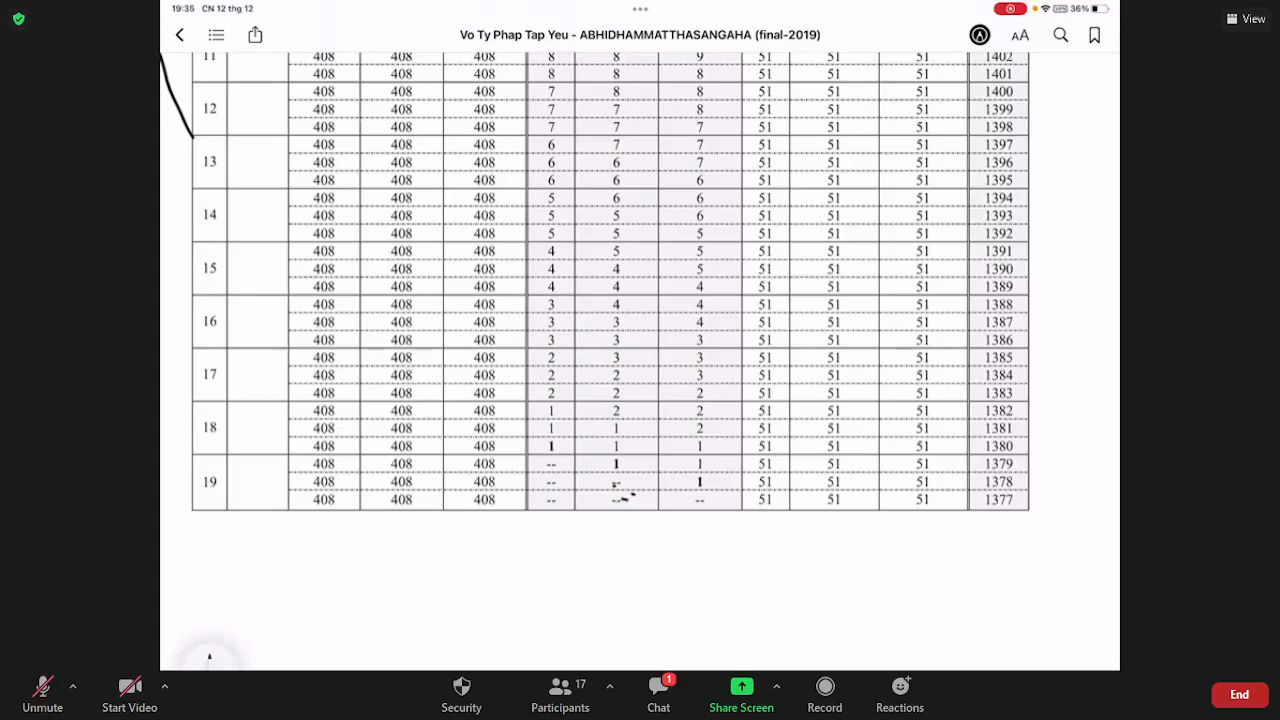 19:35 CN 12 thg 12
36%
View
Vo Ty Phap Tap Yeu - ABHIDHAMMATTHASANGAHA (final-2019)
AA
11 408 408 408 8 8 9 51 51 51 1402
408 408 408 8 8 8 51 51 51 1401
408 408 408 7 8 8 51 51 51 1400
12 408 408 408 7 7 8 51 51 51 1399
408 408 408 7 7 7 51 51 51 1398
408 408 408 6 7 7 51 51 51 1397
13 408 408 408 6 6 7 51 51 51 1396
408 408 408 6 6 6 51 51 51 1395
408 408 408 5 6 6 51 51 51 1394
14 408 408 408 5 5 6 51 51 51 1393
408 408 408 5 5 5 51 51 51 1392
408 408 408 4 5 5 51 51 51 1391
15 408 408 408 4 4 5 51 51 51 1390
408 408 408 4 4 4 51 51 51 1389
408 408 408 3 4 4 51 51 51 1388
16 408 408 408 3 3 4 51 51 51 1387
408 408 408 3 3 3 51 51 51 1386
408 408 408 2 3 3 51 51 51 1385
17 408 408 408 2 2 3 51 51 51 1384
408 408 408 2 2 2 51 51 51 1383
408 408 408 1 2 2 51 51 51 1382
18 408 408 408 1 1 2 51 51 51 1381
408 408 408 1 1 1 51 51 51 1380
408 408 408 -- 1 1 51 51 51 1379
19 408 408 408 -- -- 1 51 51 51 1378
408 408 408 -- -- -- 51 51 51 1377
17
1
Unmute Start Video Security Participants Chat Share Screen Record Reactions End